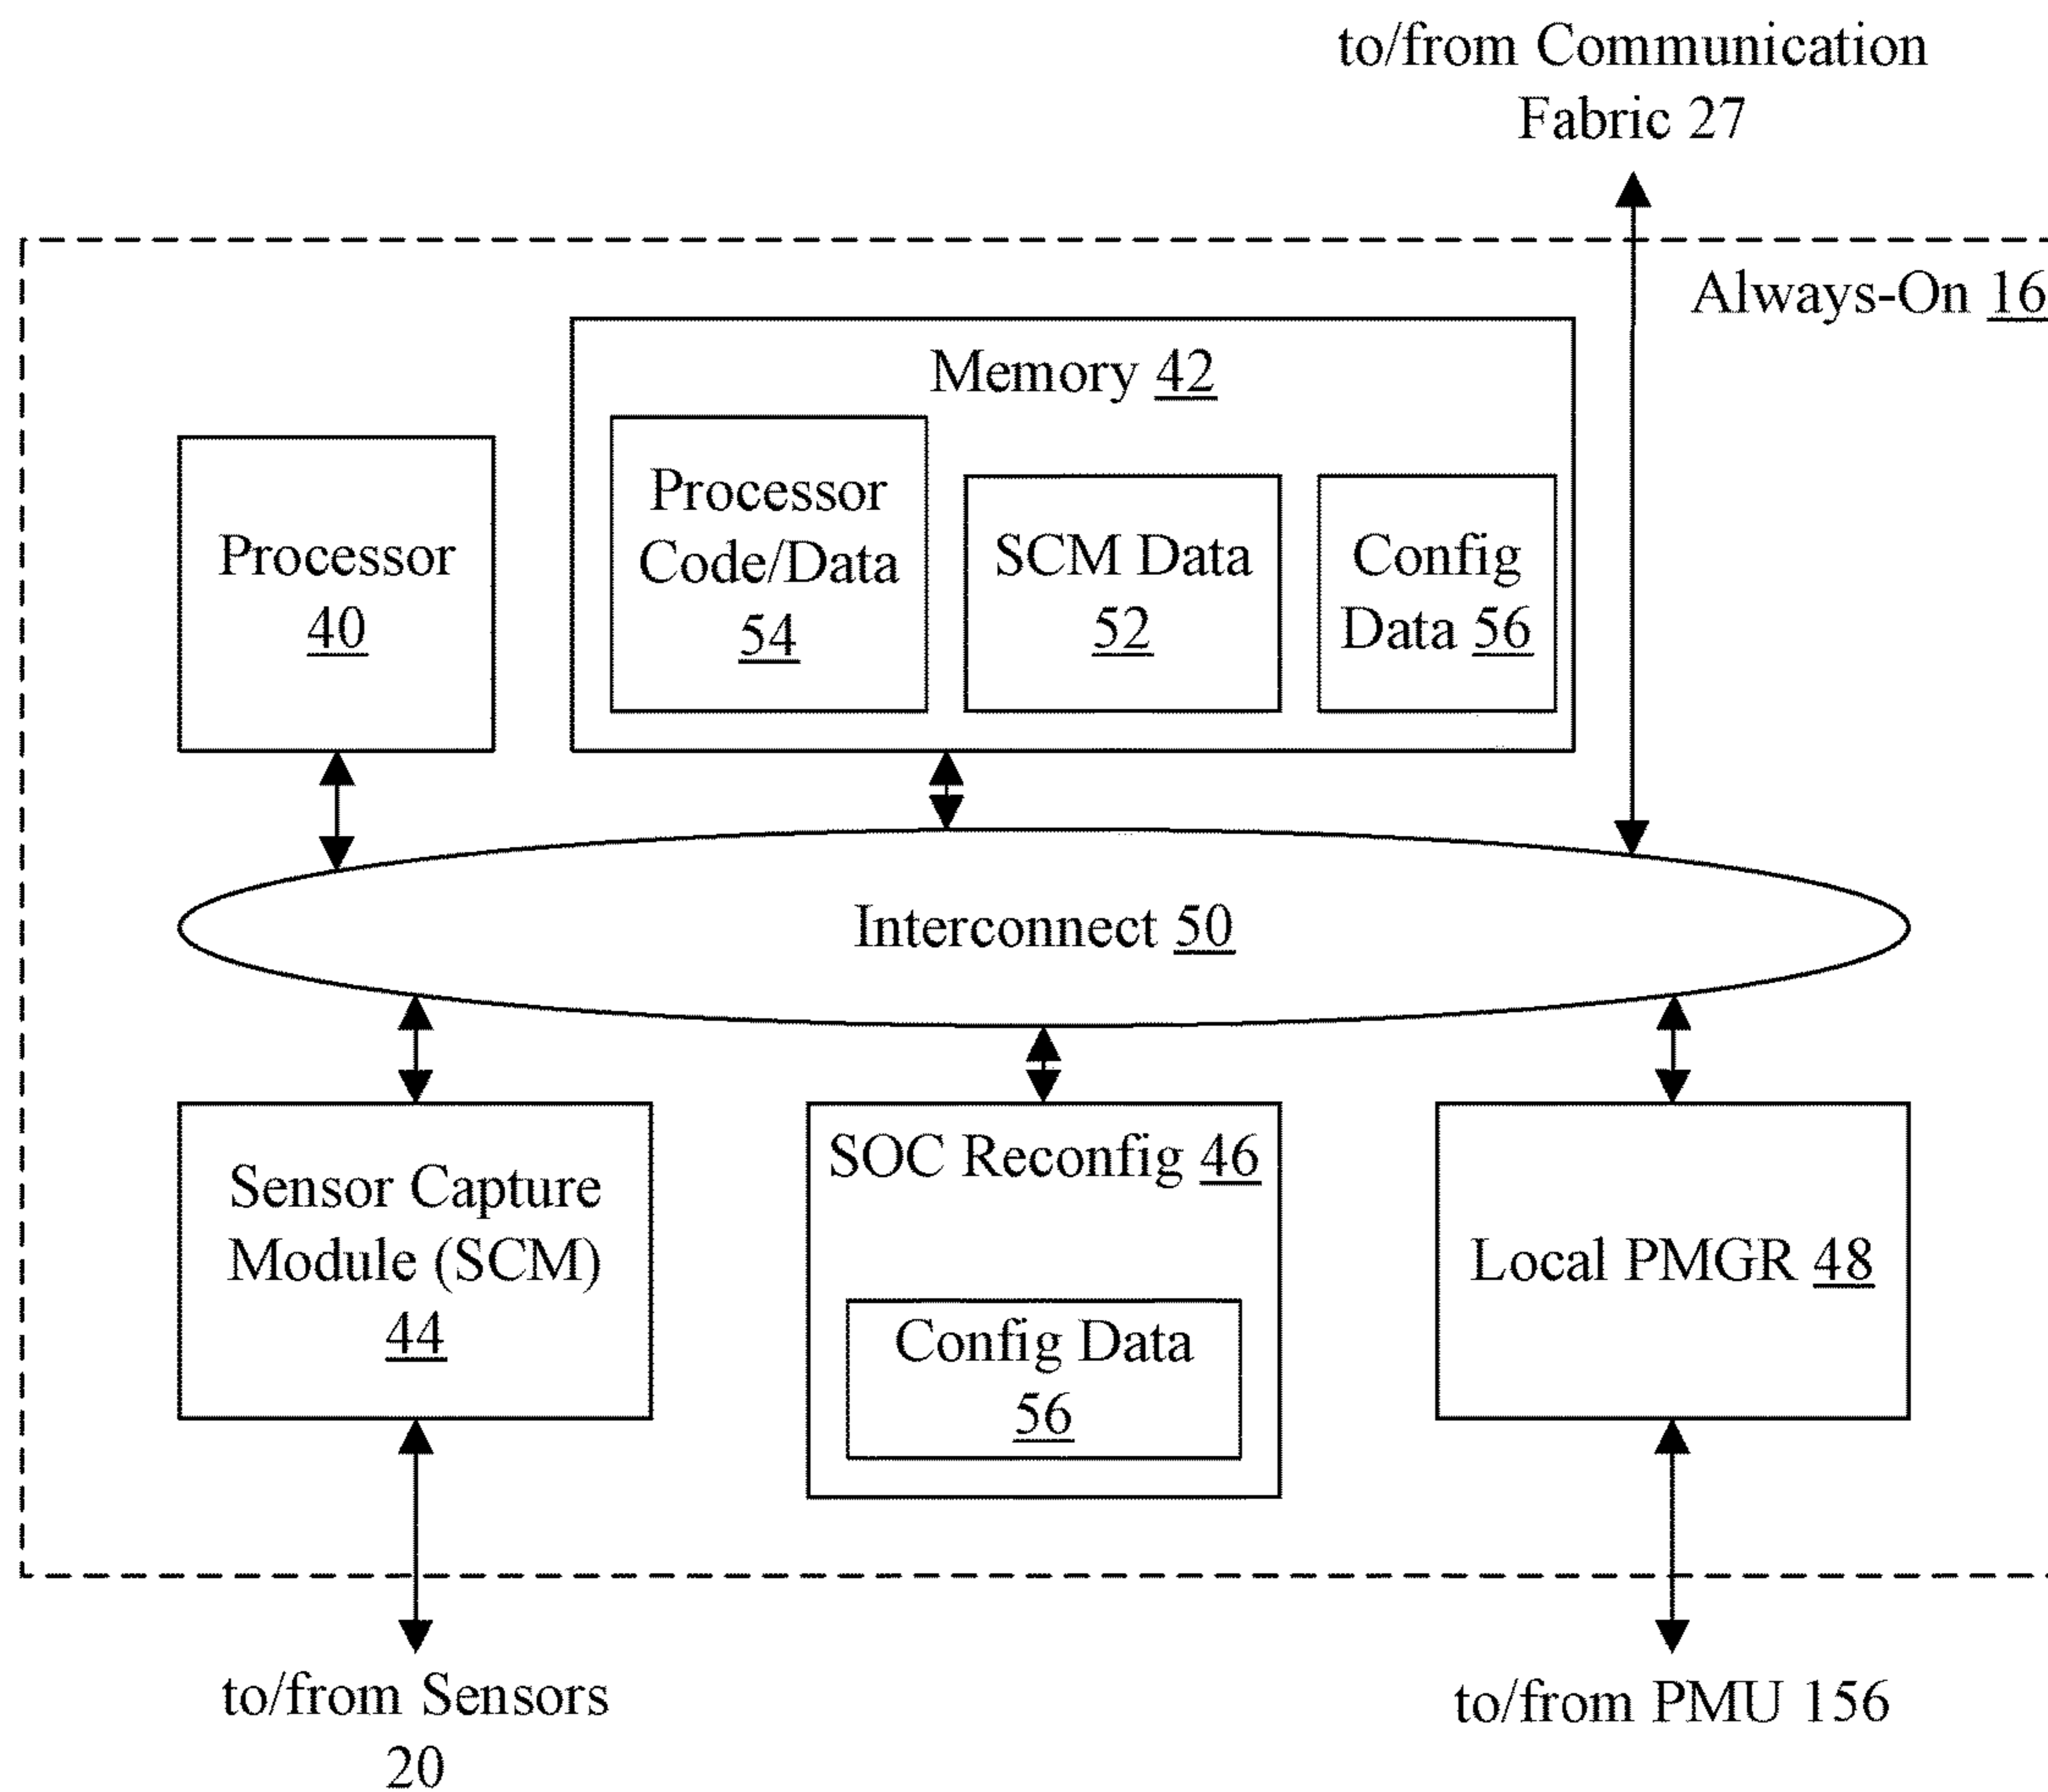 to/from Communication
Fabric 27
Always-On 16
Memory 42
Processor
40
Processor
Code/Data
54
SCM Data
52
Config
Data 56
Interconnect 50
Sensor Capture
Module (SCM)
44
SOC Reconfig 46
Config Data
56
Local PMGR 48
to/from Sensors
20
to/from PMU 156